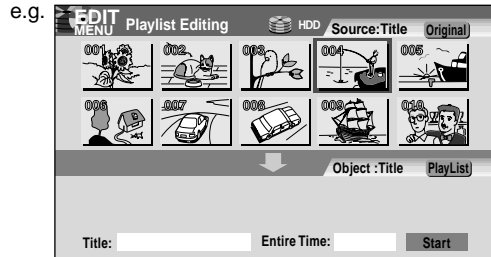 e.g.
EDIT
MENU
Playlist Editing
HDD
Source:Title
Original
001
002
003
004
005
006
007
008
009
010
Object :Title
PlayList
Title:
Entire Time:
Start